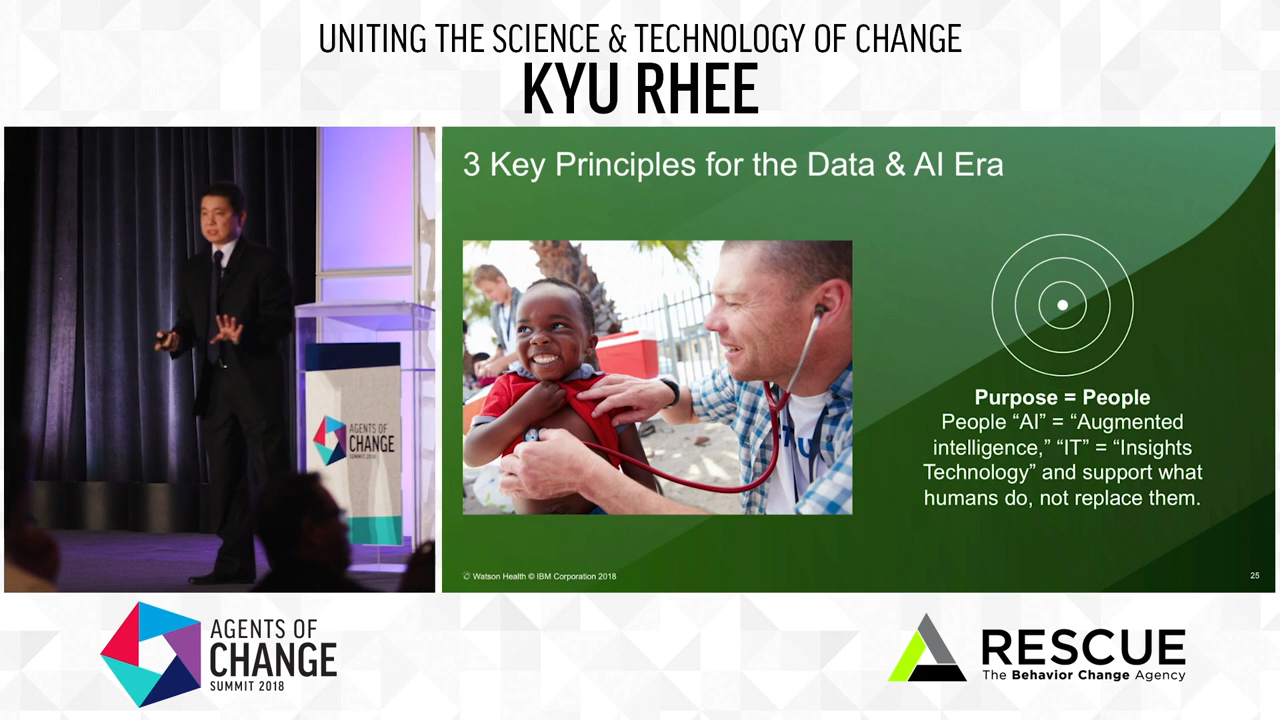 UNITING THE SCIENCE & TECHNOLOGY OF CHANGE
KYU RHEE
AGENTS OF
CHANGE
SUMMIT 2018
3 Key Principles for the Data & AI Era
Purpose = People
People “AI” = “Augmented
intelligence,” “IT” = “Insights
Technology” and support what
humans do, not replace them.
Watson Health © IBM Corporation 2018
25
AGENTS OF
CHANGE
SUMMIT 2018
RESCUE
The Behavior Change Agency